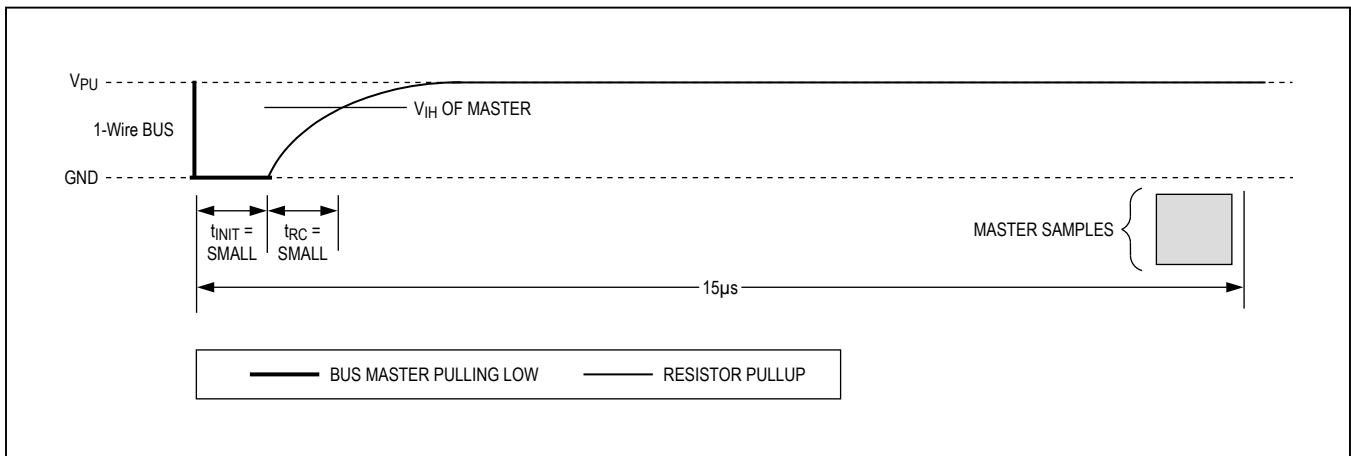 VPU
1-Wire BUS
VIH OF MASTER
GND
tINIT =
SMALL
tRC =
SMALL
MASTER SAMPLES
15µs
BUS MASTER PULLING LOW
RESISTOR PULLUP